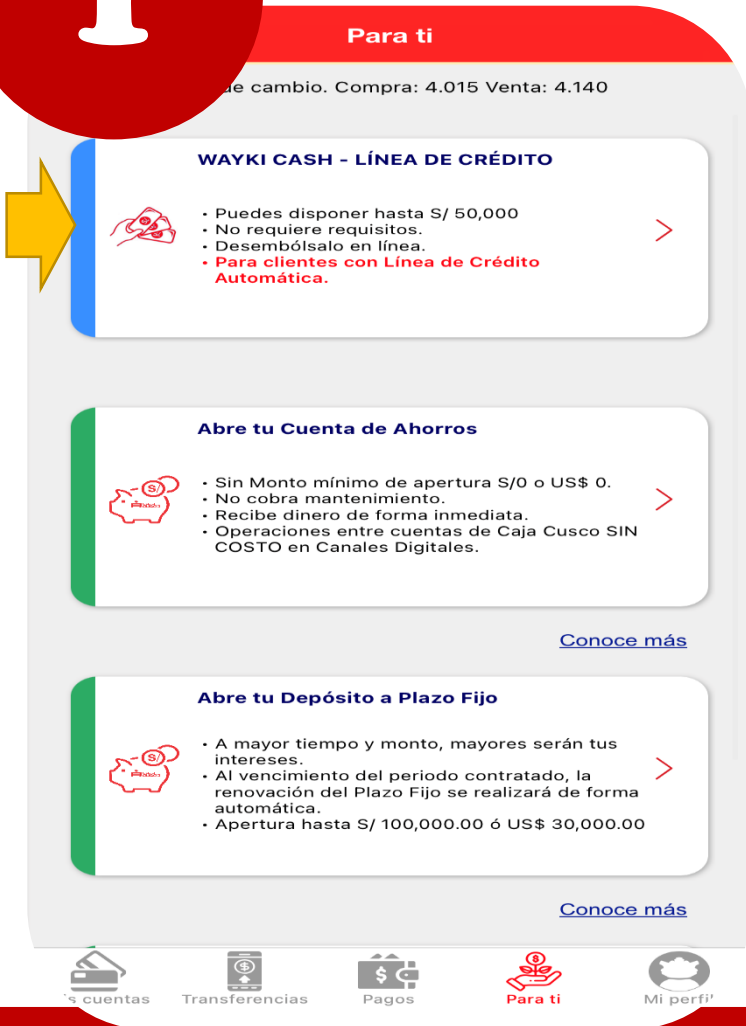 1
Para ti
de cambio. Compra: 4.015 Venta: 4.140
WAYKI CASH - LÍNEA DE CRÉDITO
• Puedes disponer hasta S/ 50,000
• No requiere requisitos.
• Desembólsalo en línea.
• Para clientes con Línea de Crédito
Automática.
Abre tu Cuenta de Ahorros
S/
• Sin Monto mínimo de apertura S/0 o US$ 0.
• No cobra mantenimiento.
• Recibe dinero de forma inmediata.
• Operaciones entre cuentas de Caja Cusco SIN
COSTO en Canales Digitales.
Conoce más
Abre tu Depósito a Plazo Fijo
S/
• A mayor tiempo y monto, mayores serán tus
intereses.
• Al vencimiento del periodo contratado, la
renovación del Plazo Fijo se realizará de forma
automática.
• Apertura hasta S/ 100,000.00 ó US$ 30,000.00
Conoce más
s cuentas Transferencias Pagos Para ti Mi perfil